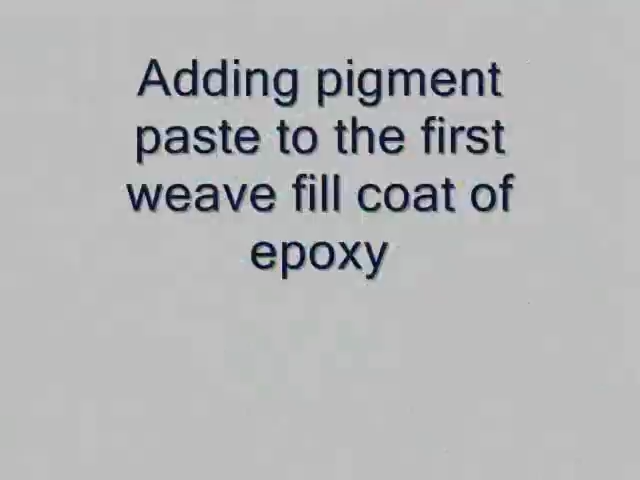 Adding pigment
paste to the first
weave fill coat of
epoxy